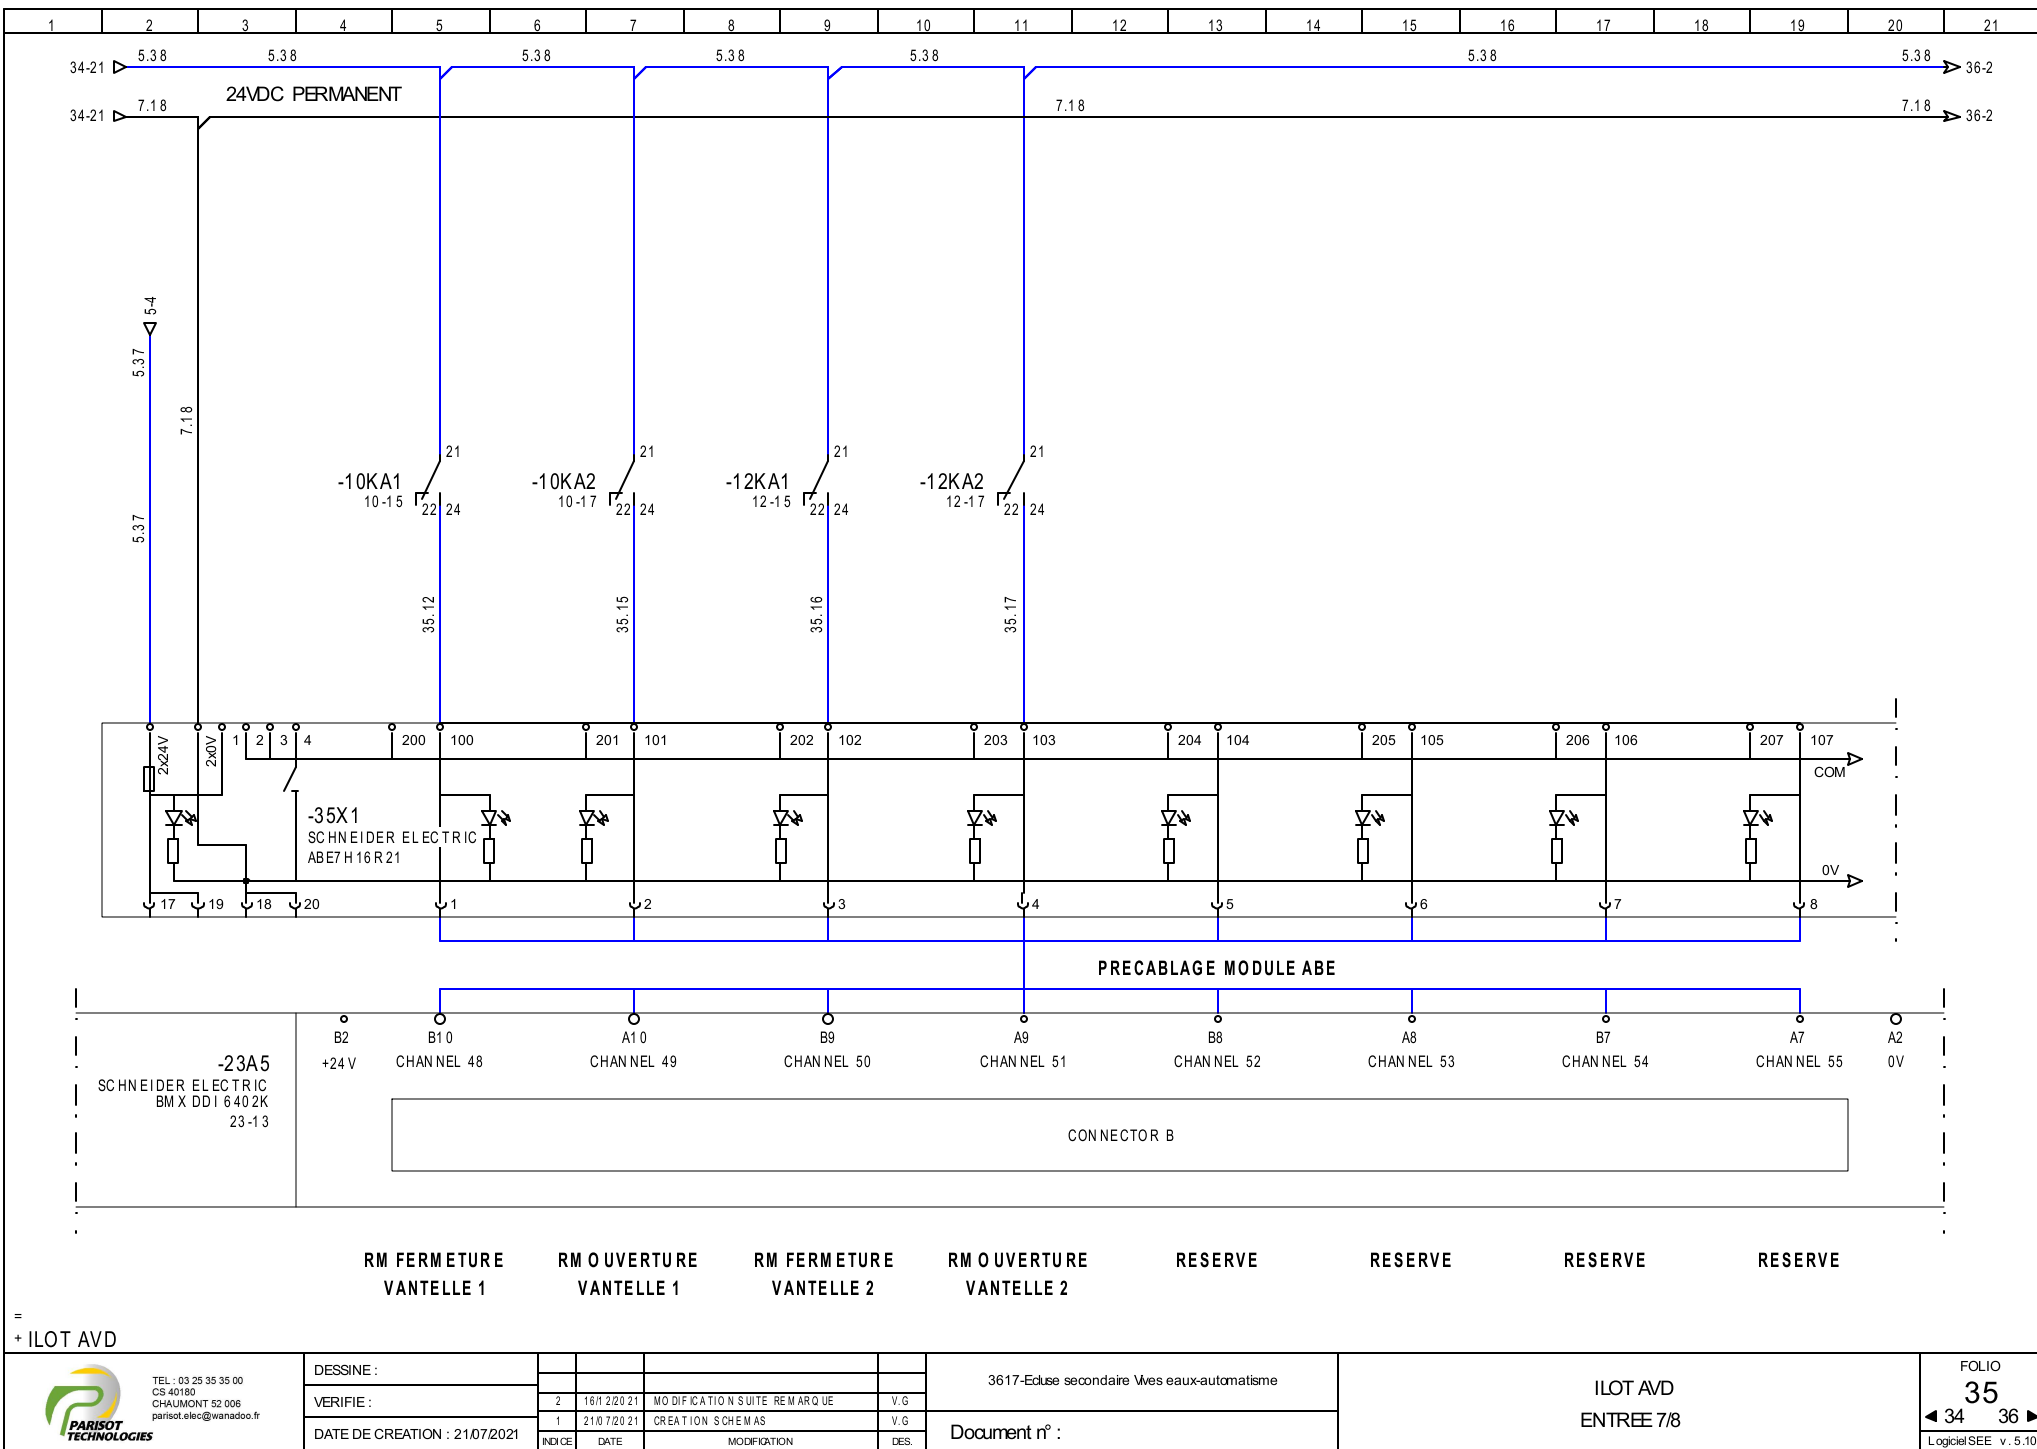 1 2 3 4 5 6 7 8 9 10 11 12 13 14 15 16 17 18 19 20 21
34-21 5.38 5.38 5.38 5.38 5.38 5.38 5.38 36-2
24VDC PERMANENT
34-21 7.18 7.18 7.18 36-2
5-4
5.37
7.18
5.37
21 21 21 21
-10KA1 -10KA2 -12KA1 -12KA2
10-15 10-17 12-15 12-17
22 24 22 24 22 24 22 24
35.12 35.15 35.16 35.17
2x24V 2x0V 1 2 3 4 200 100 201 101 202 102 203 103 204 104 205 105 206 106 207 107
COM
-35X1
SCHNEIDER ELECTRIC
ABE7H16R21
0V
17 19 18 20 1 2 3 4 5 6 7 8
PRECABLAGE MODULE ABE
B2 B10 A10 B9 A9 B8 A8 B7 A7 A2
+24V CHANNEL 48 CHANNEL 49 CHANNEL 50 CHANNEL 51 CHANNEL 52 CHANNEL 53 CHANNEL 54 CHANNEL 55 0V
-23A5
SCHNEIDER ELECTRIC
BMX DDI 6402K
23-13
CONNECTOR B
RM FERMETURE RM OUVERTURE RM FERMETURE RM OUVERTURE RESERVE RESERVE RESERVE RESERVE
VANTELLE 1 VANTELLE 1 VANTELLE 2 VANTELLE 2
=
+ ILOT AVD
PARISOT
TECHNOLOGIES
TEL : 03 25 35 35 00
CS 40180
CHAUMONT 52 006
parisot.elec@wanadoo.fr
DESSINE :
VERIFIE :
DATE DE CREATION : 21/07/2021
2 16/12/2021 MODIFICATION SUITE REMARQUE V.G
1 21/07/2021 CREATION SCHEMAS V.G
INDICE DATE MODIFICATION DES.
3617-Ecluse secondaire Vives eaux-automatisme
Document n° :
ILOT AVD
ENTREE 7/8
FOLIO
35
34 36
Logiciel SEE v.5.10